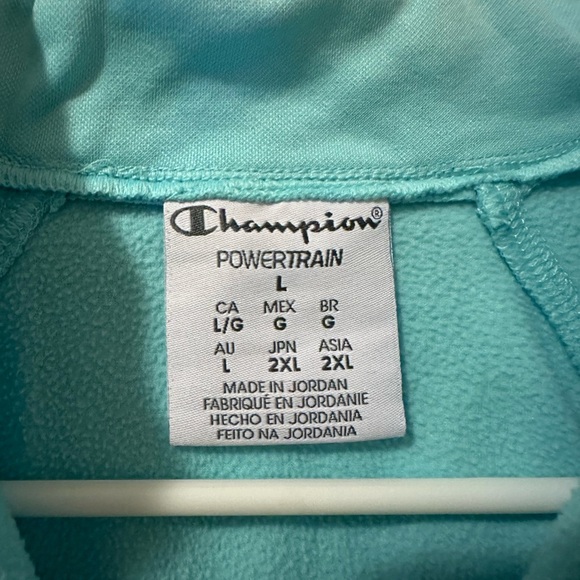 Champion®
POWERTRAIN
L
CA MEX BR
L/G G G
AU JPN ASIA
L 2XL 2XL
MADE IN JORDAN
FABRIQUÉ EN JORDANIE
HECHO EN JORDANIA
FEITO NA JORDANIA